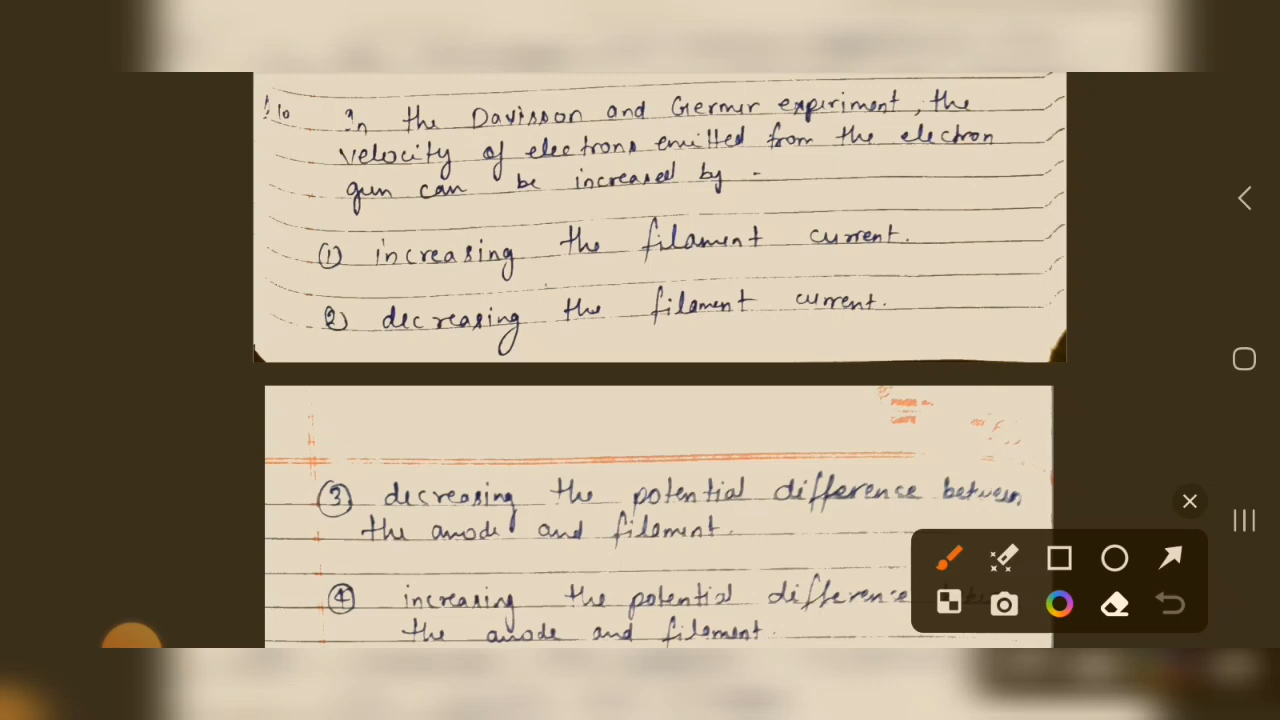 10
In the Davisson and Germer experiment, the
velocity of electrons emitted from the electron
gun can be increased by -
① increasing the filament current.
② decreasing the filament current.
③ decreasing the potential difference between
the anode and filament.
④ increasing the potential difference
the anode and filament.